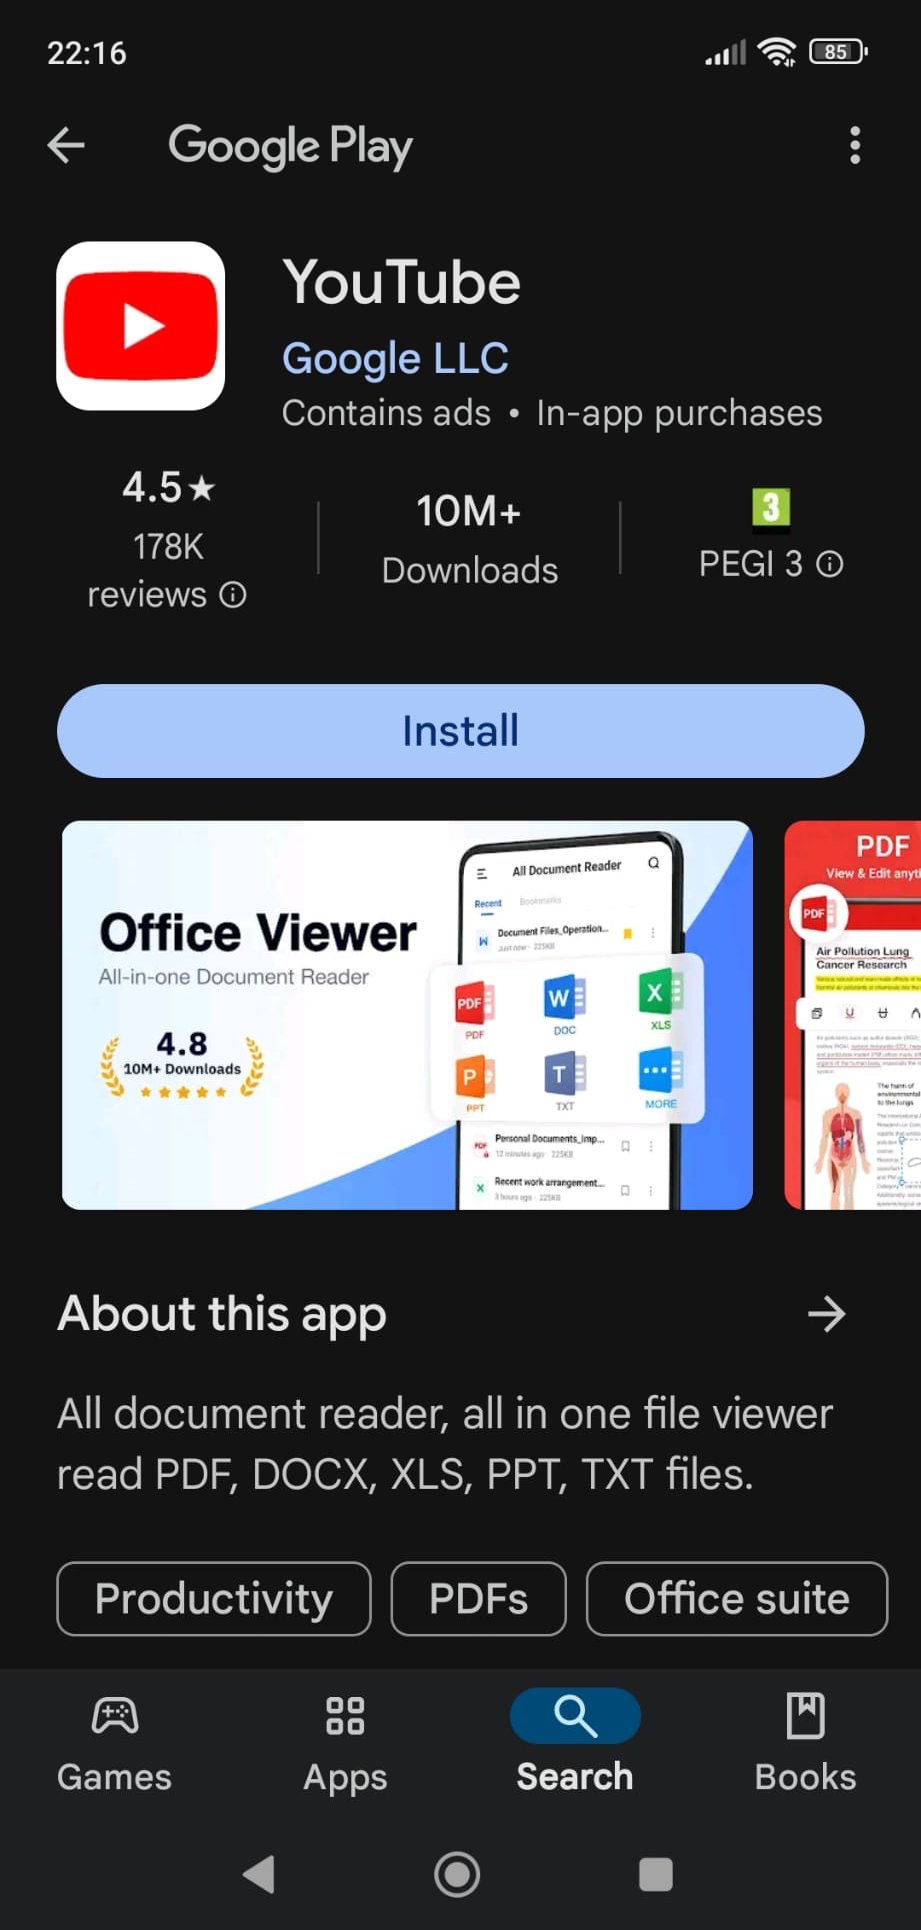 22:16
85
Google Play
YouTube
Google LLC
Contains ads • In-app purchases
4.5★
178K
reviews
10M+
Downloads
3
PEGI 3
Install
Office Viewer
All-in-one Document Reader
4.8
10M+ Downloads
All Document Reader
Recent
Bookmarks
W
Document Files_Operation...
Just now · 225KB
PDF
PDF
W
DOC
X
XLS
P
PPT
T
TXT
MORE
PDF
Personal Documents_Imp...
12 minutes ago · 225KB
X
Recent work arrangement...
3 hours ago · 225KB
PDF
View & Edit anyti
PDF
Air Pollution Lung
Cancer Research
The harm of
environmental
to the lungs
About this app
All document reader, all in one file viewer
read PDF, DOCX, XLS, PPT, TXT files.
Productivity
PDFs
Office suite
Games
Apps
Search
Books